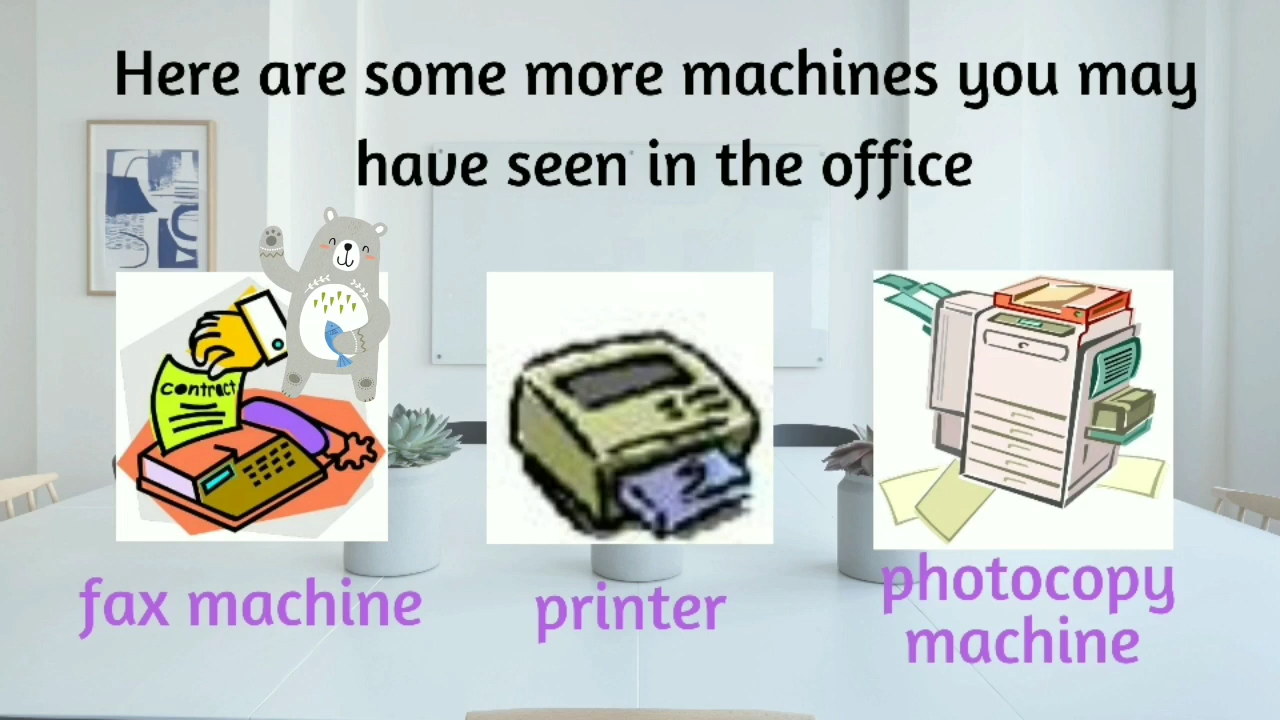 Here are some more machines you may
have seen in the office
contract
fax machine
printer
photocopy
machine